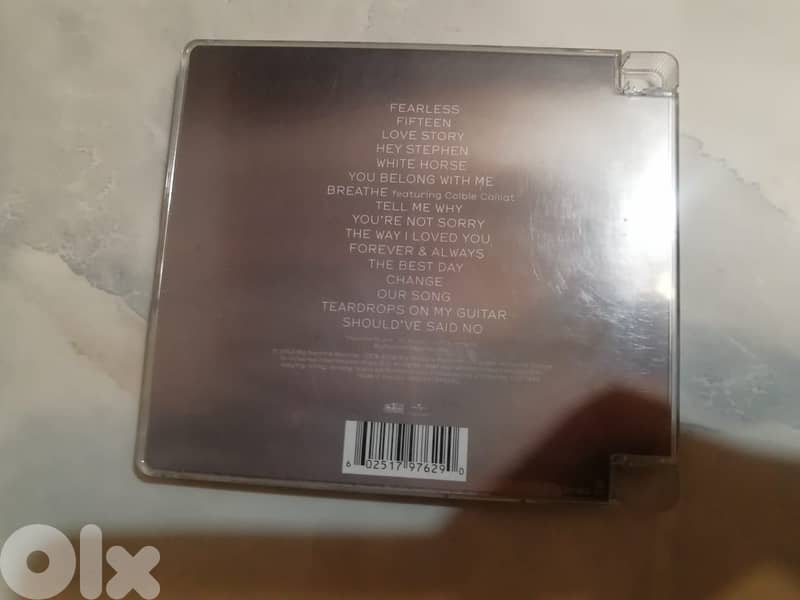 FEARLESS
FIFTEEN
LOVE STORY
HEY STEPHEN
WHITE HORSE
YOU BELONG WITH ME
BREATHE featuring Colbie Caillat
TELL ME WHY
YOU'RE NOT SORRY
THE WAY I LOVED YOU
FOREVER & ALWAYS
THE BEST DAY
CHANGE
OUR SONG
TEARDROPS ON MY GUITAR
SHOULD'VE SAID NO
6 02517 97629 0
OLX